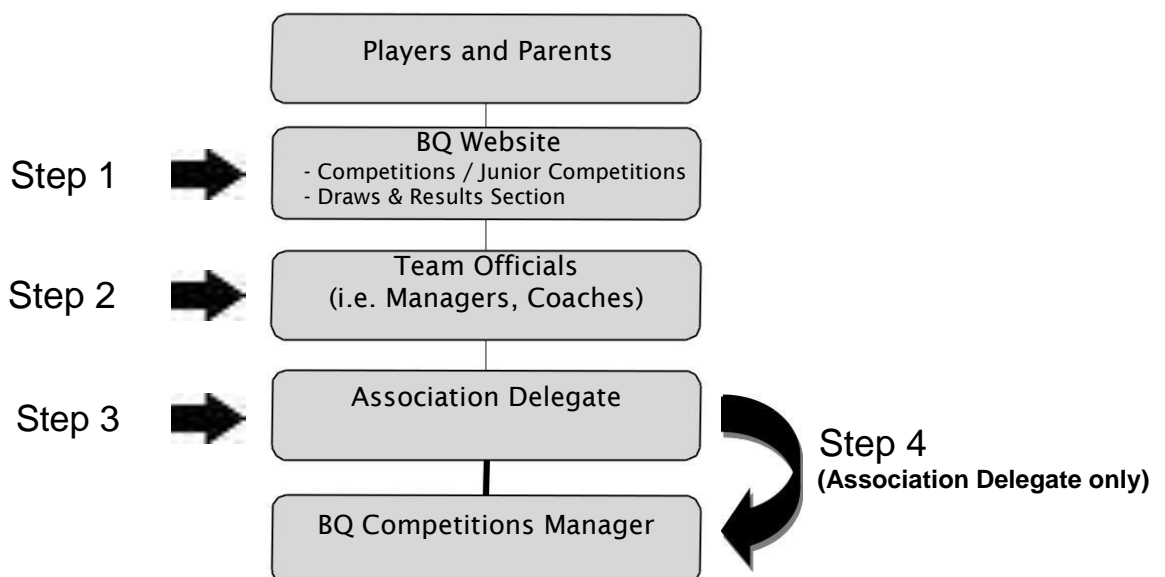 Players and Parents
Step 1
BQ Website
- Competitions / Junior Competitions
- Draws & Results Section
Step 2
Team Officials
(i.e. Managers, Coaches)
Step 3
Association Delegate
Step 4
(Association Delegate only)
BQ Competitions Manager